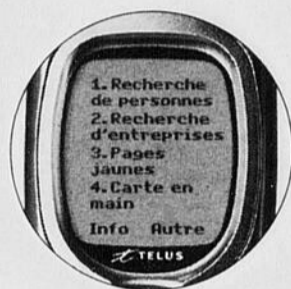 1. Recherche
de personnes
2. Recherche
d'entreprises
3. Pages
jaunes
4. Carte en
main
Info Autre
TELUS